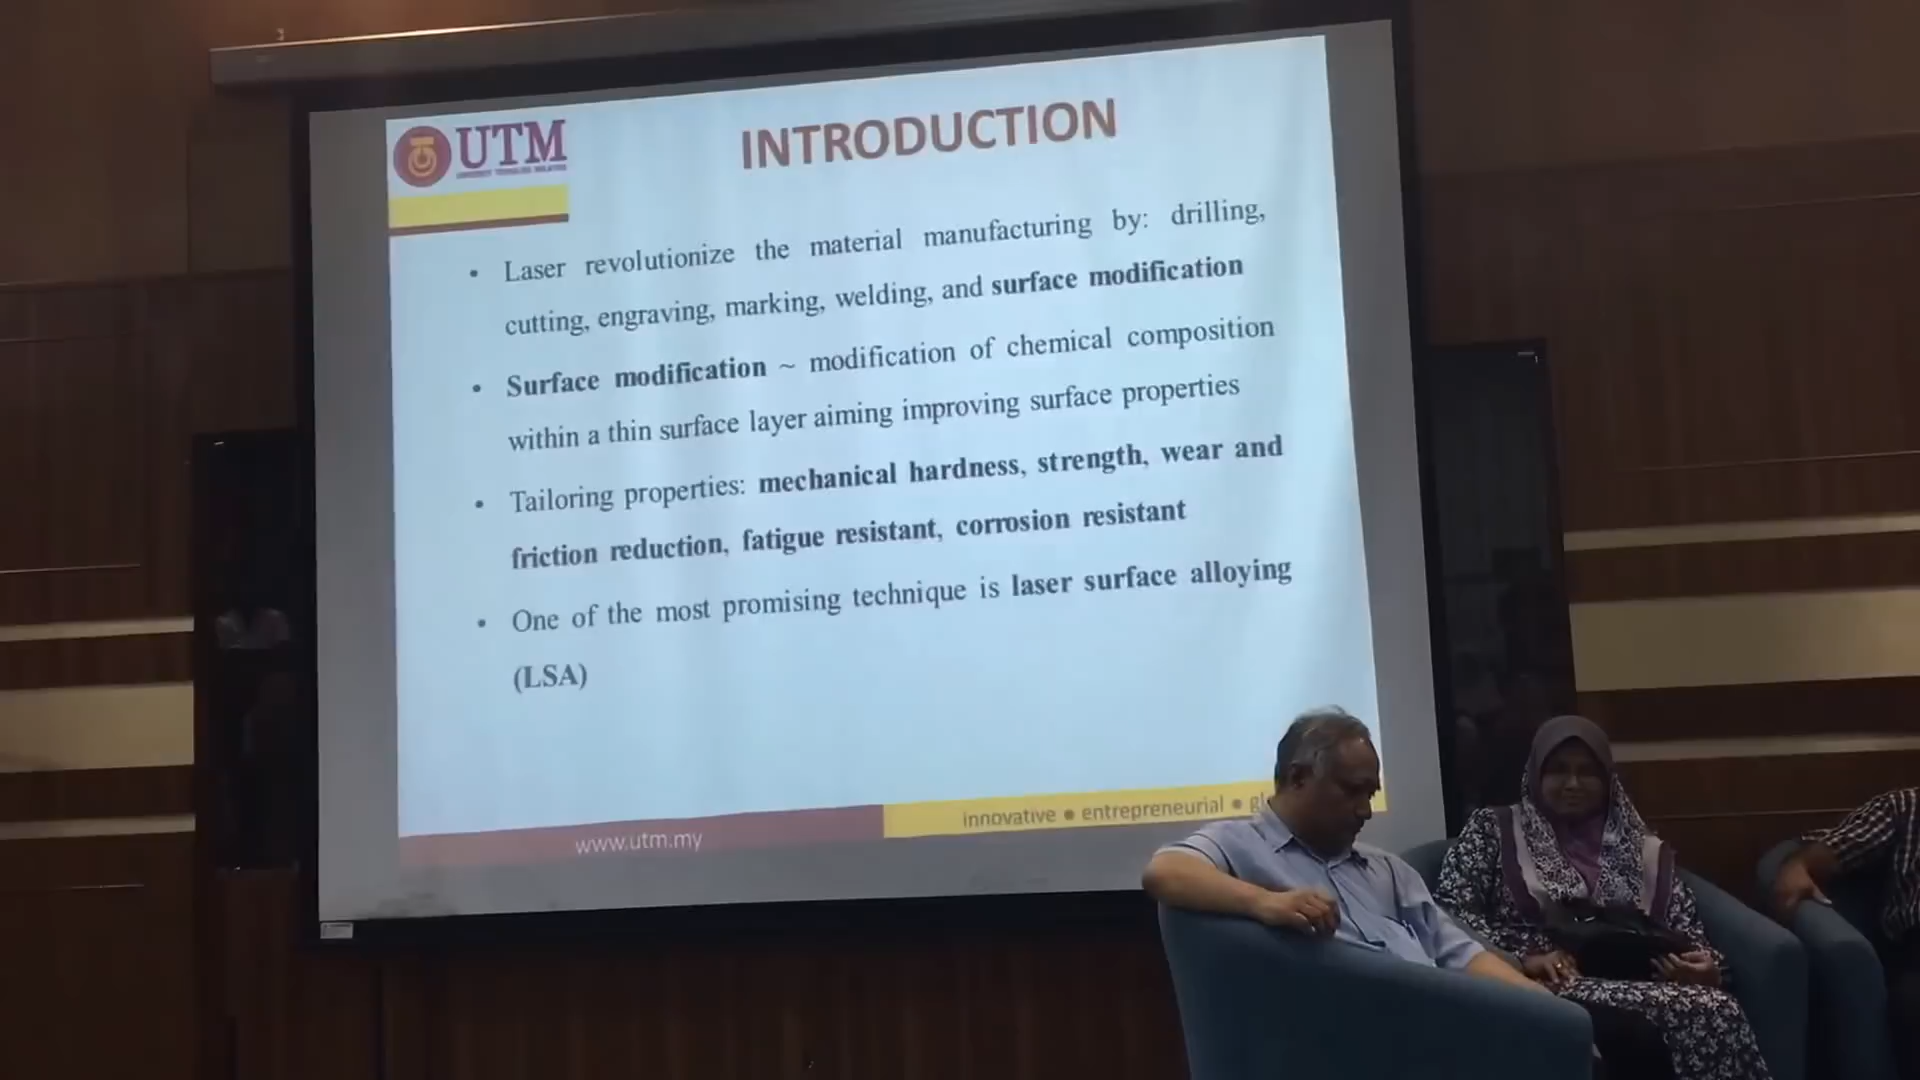 UTM
UNIVERSITI TEKNOLOGI MALAYSIA
INTRODUCTION
• Laser revolutionize the material manufacturing by: drilling,
cutting, engraving, marking, welding, and surface modification
• Surface modification ~ modification of chemical composition
within a thin surface layer aiming improving surface properties
• Tailoring properties: mechanical hardness, strength, wear and
friction reduction, fatigue resistant, corrosion resistant
• One of the most promising technique is laser surface alloying
(LSA)
www.utm.my
innovative ● entrepreneurial ●